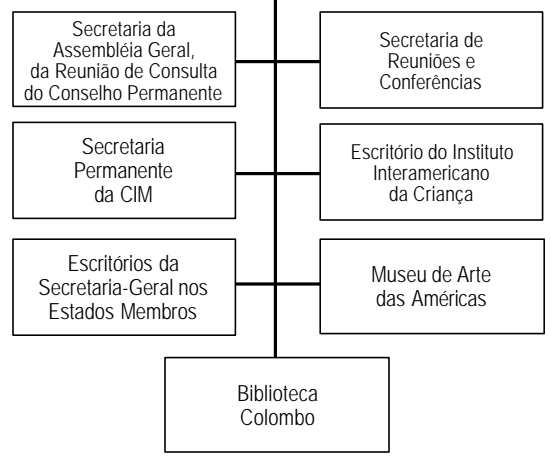 Secretaria da
Assembléia Geral,
da Reunião de Consulta
do Conselho Permanente
Secretaria de
Reuniões e
Conferências
Secretaria
Permanente
da CIM
Escritório do Instituto
Interamericano
da Criança
Escritórios da
Secretaria-Geral nos
Estados Membros
Museu de Arte
das Américas
Biblioteca
Colombo